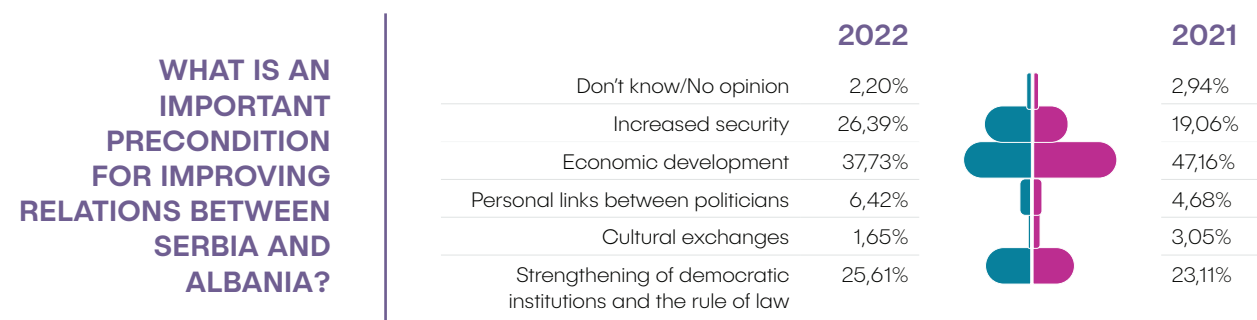 WHAT IS AN
IMPORTANT
PRECONDITION
FOR IMPROVING
RELATIONS BETWEEN
SERBIA AND
ALBANIA?
2022 2021
Don’t know/No opinion 2,20% 2,94%
Increased security 26,39% 19,06%
Economic development 37,73% 47,16%
Personal links between politicians 6,42% 4,68%
Cultural exchanges 1,65% 3,05%
Strengthening of democratic 25,61% 23,11%
institutions and the rule of law